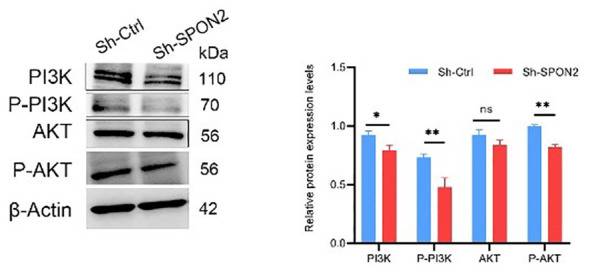 Sh-Ctrl Sh-SPON2 kDa
PI3K 110
P-PI3K 70
AKT 56
P-AKT 56
β-Actin 42
Relative protein expression levels
Sh-Ctrl Sh-SPON2
1.5
1.0
0.5
0.0
* ** ns **
PI3K P-PI3K AKT P-AKT